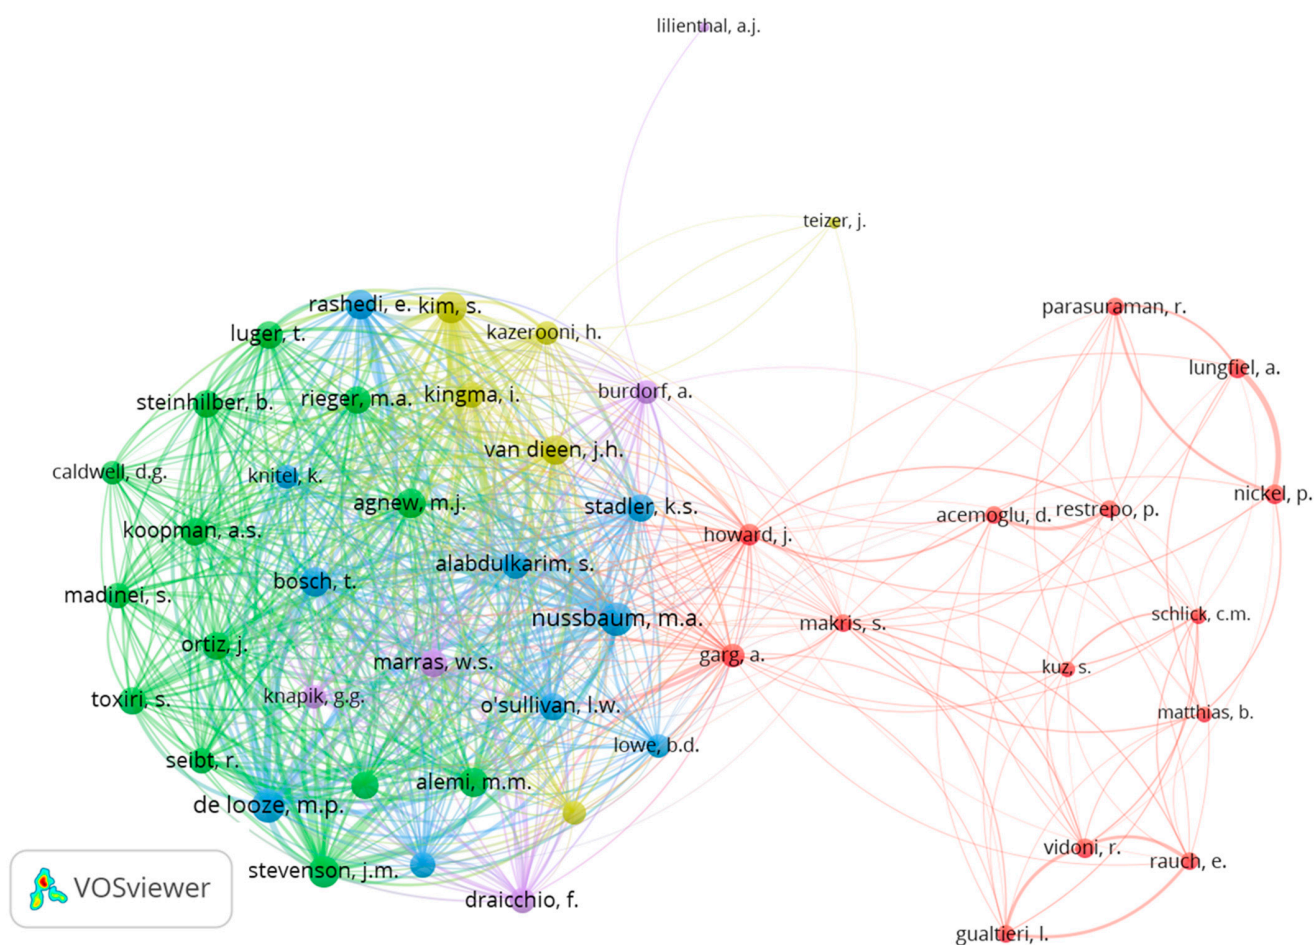 lilienthal, a.j.
teizer, j.
rashedi, e.
kim, s.
parasuraman, r.
luger, t.
kazerooni, h.
lungfiel, a.
steinhilber, b.
rieger, m.a.
kingma, i.
burdorf, a.
van dieen, j.h.
caldwell, d.g.
knitel, k.
nickel, p.
agnew, m.j.
stadler, k.s.
acemoglu, d.
restrepo, p.
koopman, a.s.
howard, j.
alabdulkarim, s.
bosch, t.
madinei, s.
nussbaum, m.a.
makris, s.
schlick, c.m.
ortiz, j.
marras, w.s.
garg, a.
kuz, s.
toxiri, s.
knapik, g.g.
o'sullivan, l.w.
matthias, b.
lowe, b.d.
seibt, r.
alemi, m.m.
de looze, m.p.
vidoni, r.
rauch, e.
stevenson, j.m.
VOSviewer
draicchio, f.
gualtieri, l.